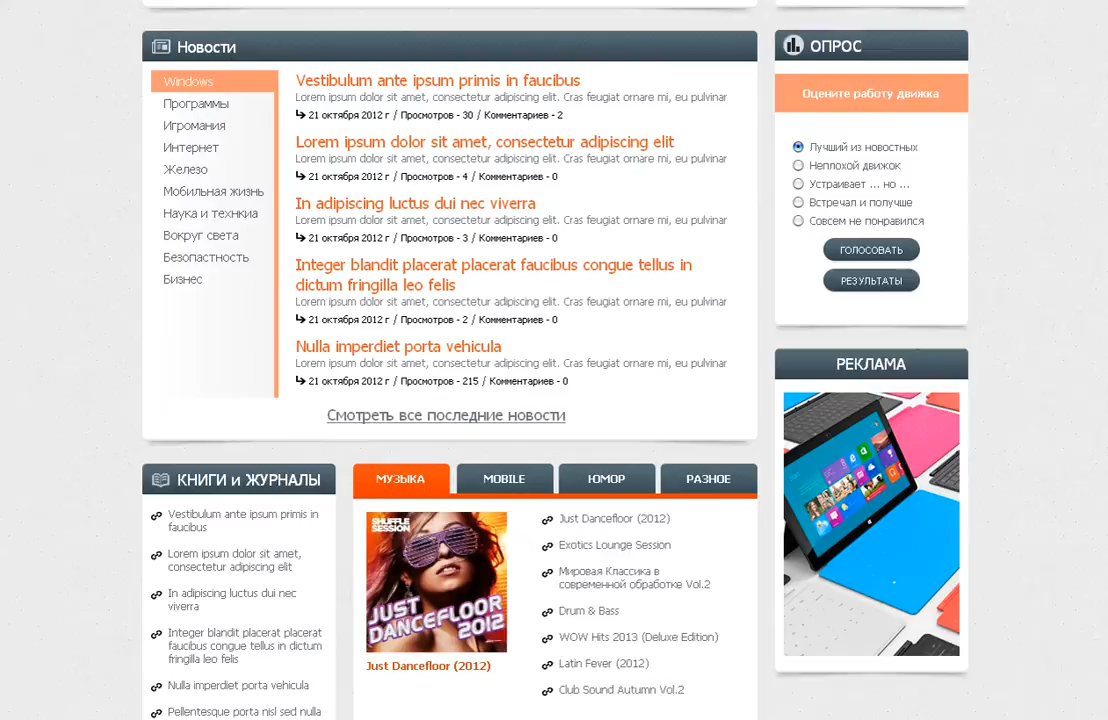 Новости
Windows
Программы
Игромания
Интернет
Железо
Мобильная жизнь
Наука и технкиа
Вокруг света
Безопастность
Бизнес
Vestibulum ante ipsum primis in faucibus
Lorem ipsum dolor sit amet, consectetur adipiscing elit. Cras feugiat ornare mi, eu pulvinar
21 октября 2012 г / Просмотров - 30 / Комментариев - 2
Lorem ipsum dolor sit amet, consectetur adipiscing elit
Lorem ipsum dolor sit amet, consectetur adipiscing elit. Cras feugiat ornare mi, eu pulvinar
21 октября 2012 г / Просмотров - 4 / Комментариев - 0
In adipiscing luctus dui nec viverra
Lorem ipsum dolor sit amet, consectetur adipiscing elit. Cras feugiat ornare mi, eu pulvinar
21 октября 2012 г / Просмотров - 3 / Комментариев - 0
Integer blandit placerat placerat faucibus congue tellus in
dictum fringilla leo felis
Lorem ipsum dolor sit amet, consectetur adipiscing elit. Cras feugiat ornare mi, eu pulvinar
21 октября 2012 г / Просмотров - 2 / Комментариев - 0
Nulla imperdiet porta vehicula
Lorem ipsum dolor sit amet, consectetur adipiscing elit. Cras feugiat ornare mi, eu pulvinar
21 октября 2012 г / Просмотров - 215 / Комментариев - 0
Смотреть все последние новости
ОПРОС
Оцените работу движка
Лучший из новостных
Неплохой движок
Устраивает ... но ...
Встречал и получше
Совсем не понравился
ГОЛОСОВАТЬ
РЕЗУЛЬТАТЫ
РЕКЛАМА
КНИГИ и ЖУРНАЛЫ
Vestibulum ante ipsum primis in
faucibus
Lorem ipsum dolor sit amet,
consectetur adipiscing elit
In adipiscing luctus dui nec
viverra
Integer blandit placerat placerat
faucibus congue tellus in dictum
fringilla leo felis
Nulla imperdiet porta vehicula
Pellentesque porta nisl sed nulla
МУЗЫКА
MOBILE
ЮМОР
РАЗНОЕ
SHUFFLE
SESSION
JUST
DANCEFLOOR
2012
Just Dancefloor (2012)
Just Dancefloor (2012)
Exotics Lounge Session
Мировая Классика в
современной обработке Vol.2
Drum & Bass
WOW Hits 2013 (Deluxe Edition)
Latin Fever (2012)
Club Sound Autumn Vol.2